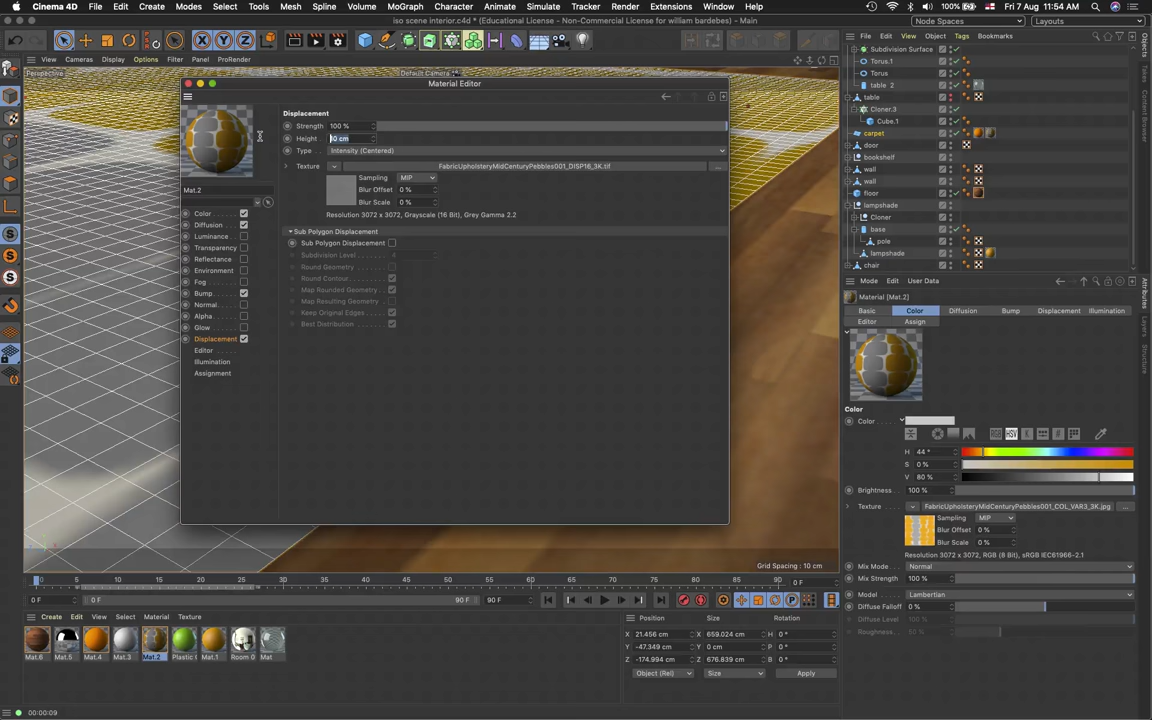 Cinema 4D File Edit Create Modes Select Tools Mesh Spline Volume MoGraph Character Animate Simulate Tracker Render Extensions Window Help 100% Fri 7 Aug 11:54 AM
iso scene interior.c4d * (Educational License - Non-Commercial License for william bardebes) - Main
Node Spaces Layouts
X Y Z
View Cameras Display Options Filter Panel ProRender
Perspective Default Camera
File Edit View Object Tags Bookmarks
Subdivision Surface
Torus.1
Torus
table 2
table
Cloner.3
Cube.1
carpet
door
bookshelf
wall
wall
floor
lampshade
Cloner
base
pole
lampshade
chair
Material Editor
Displacement
Strength 100 %
Height 10 cm
Type Intensity (Centered)
Texture FabricUpholsteryMidCenturyPebbles001_DISP16_3K.tif
Sampling MIP
Blur Offset 0 %
Blur Scale 0 %
Resolution 3072 x 3072, Grayscale (16 Bit), Grey Gamma 2.2
Sub Polygon Displacement
Sub Polygon Displacement
Subdivision Level 4
Round Geometry
Round Contour
Map Rounded Geometry
Map Resulting Geometry
Keep Original Edges
Best Distribution
Mat.2
Color
Diffusion
Luminance
Transparency
Reflectance
Environment
Fog
Bump
Normal
Alpha
Glow
Displacement
Editor
Illumination
Assignment
Mode Edit User Data
Material [Mat.2]
Basic Color Diffusion Bump Displacement Illumination
Editor Assign
Color
Color
RGB HSV K
H 44 °
S 0 %
V 80 %
Brightness 100 %
Texture FabricUpholsteryMidCenturyPebbles001_COL_VAR3_3K.jpg
Sampling MIP
Blur Offset 0 %
Blur Scale 0 %
Resolution 3072 x 3072, RGB (8 Bit), sRGB IEC61966-2.1
Mix Mode Normal
Mix Strength 100 %
Model Lambertian
Diffuse Falloff 0 %
Diffuse Level 100 %
Roughness 50 %
Objects
Takes
Content Browser
Attributes
Layers
Structure
Grid Spacing : 10 cm
0 5 10 15 20 25 30 35 40 45 50 55 60 65 70 75 80 85 90 0 F
0 F 0 F 90 F 90 F
Create Edit View Select Material Texture
Mat.6 Mat.5 Mat.4 Mat.3 Mat.2 Plastic Mat.1 Room 0 Mat
Position Size Rotation
X 21.456 cm X 659.024 cm H 0 °
Y -47.349 cm Y 0 cm P 0 °
Z -174.994 cm Z 676.839 cm B 0 °
Object (Rel) Size Apply
00:00:09